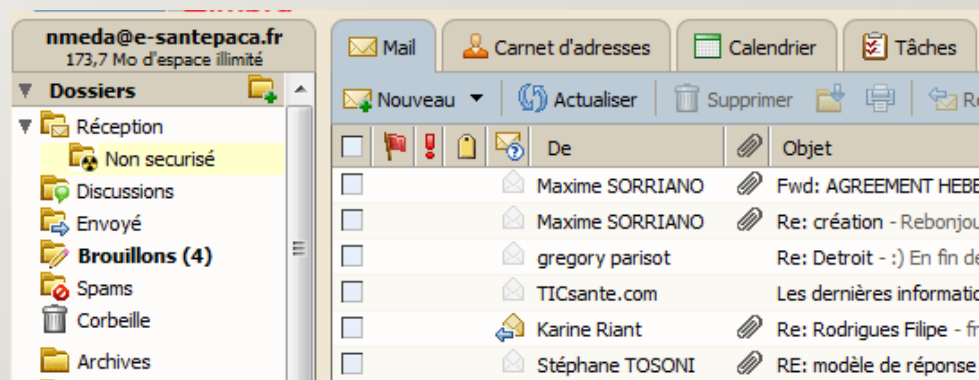 nmeda@e-santepaca.fr
173,7 Mo d'espace illimité
Dossiers
Réception
Non securisé
Discussions
Envoyé
Brouillons (4)
Spams
Corbeille
Archives
Mail Carnet d'adresses Calendrier Tâches
Nouveau Actualiser Supprimer
De Objet
Maxime SORRIANO Fwd: AGREEMENT
Maxime SORRIANO Re: création - Rebonjou
gregory parisot Re: Detroit - :) En fin de
TICsante.com Les dernières informatio
Karine Riant Re: Rodrigues Filipe - fr
Stéphane TOSONI RE: modèle de réponse